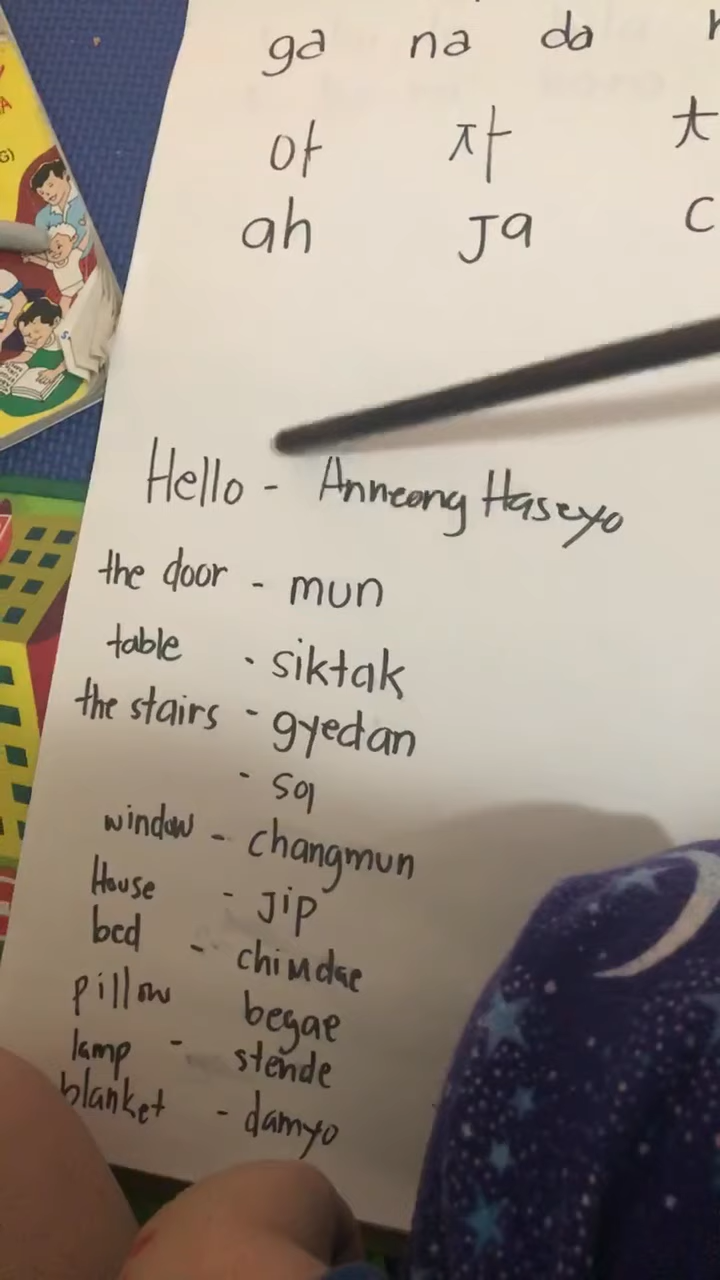 ga na da
아 자
ah Ja C
Hello - Anneong Haseyo
the door - mun
table - siktak
the stairs - gyedan
- soj
window - changmun
House - Jip
bed - chimdae
pillow begae
lamp - stende
blanket - damyo